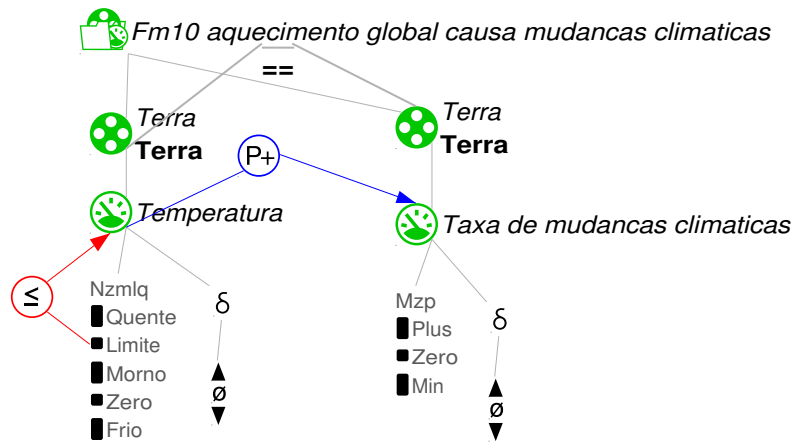 Fm10 aquecimento global causa mudancas climaticas
==
Terra
Terra
Terra
Terra
P+
Temperatura
Taxa de mudancas climaticas
≤
Nzmlq
Quente
Limite
Morno
Zero
Frio
δ
ø
Mzp
Plus
Zero
Min
δ
ø